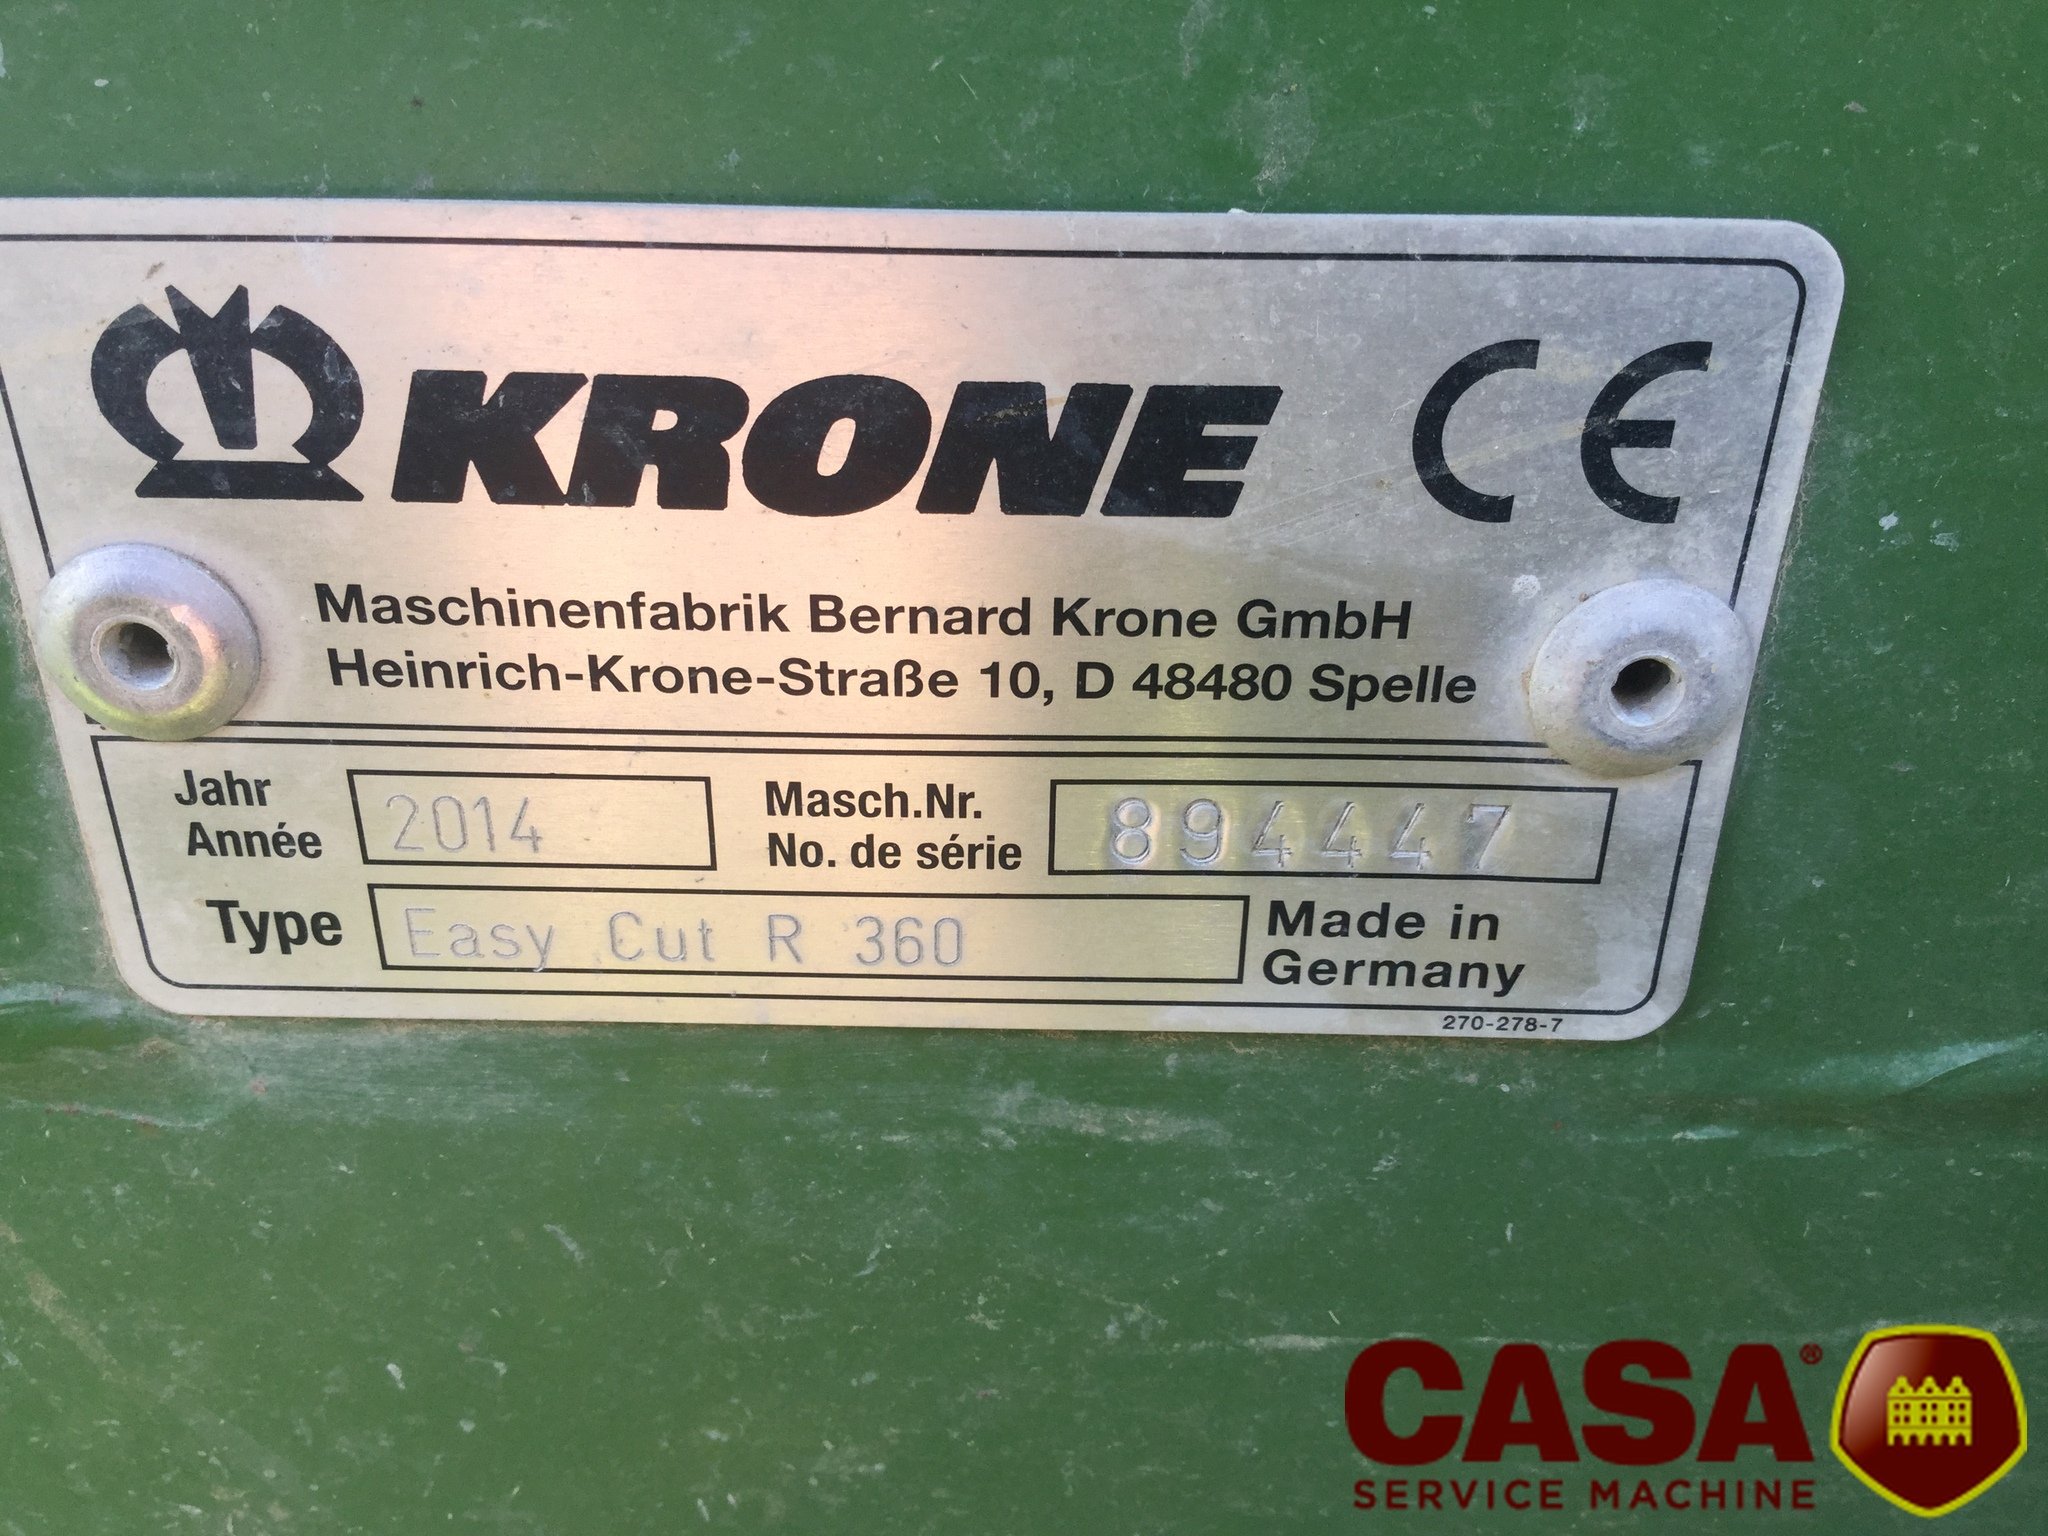 KRONE CE
Maschinenfabrik Bernard Krone GmbH
Heinrich-Krone-Straße 10, D 48480 Spelle
Jahr
Année
2014
Masch.Nr.
No. de série
894447
Type
Easy Cut R 360
Made in
Germany
270-278-7
CASA®
SERVICE MACHINE